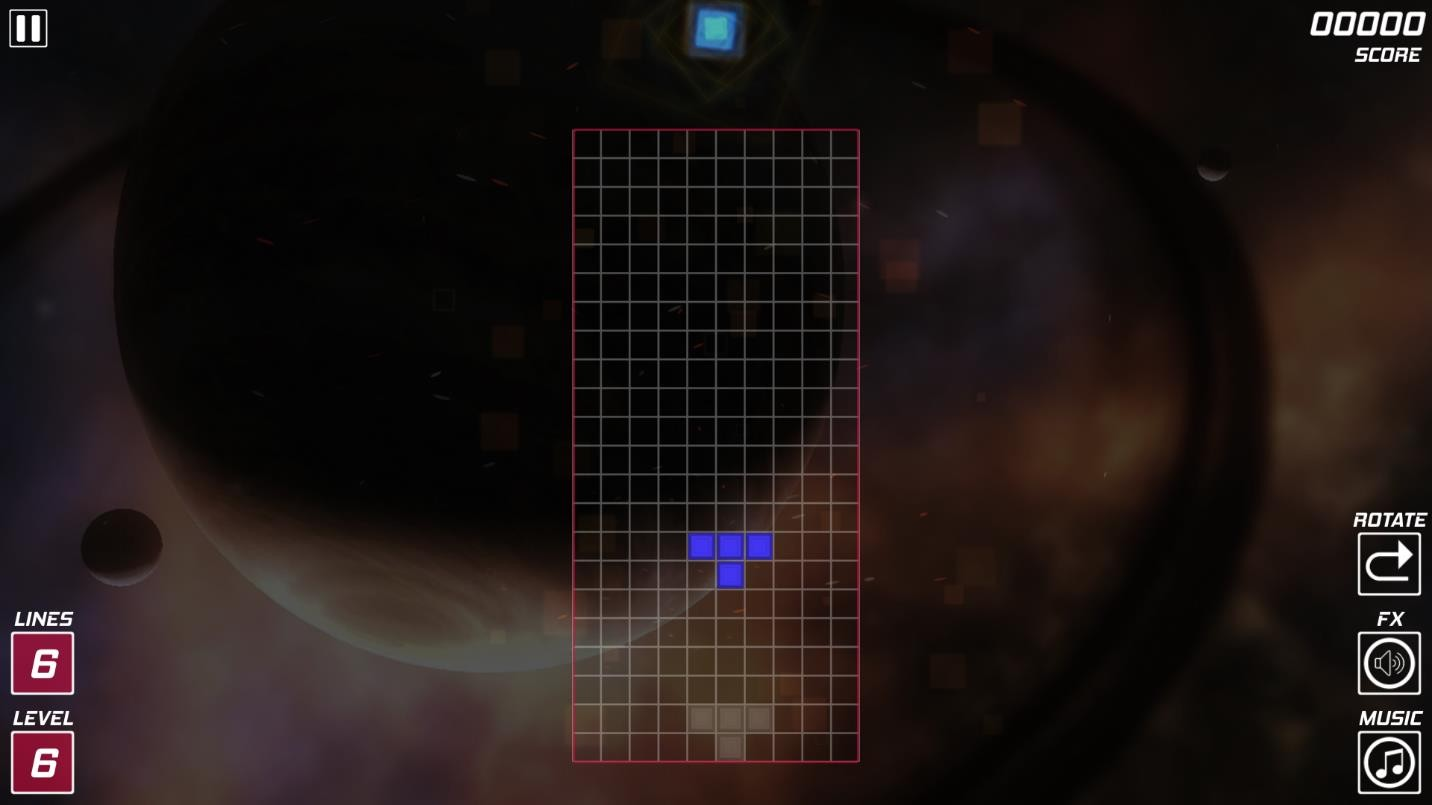 00000
SCORE
ROTATE
LINES
6
FX
LEVEL
6
MUSIC